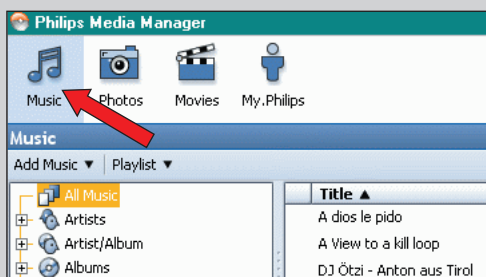 Philips Media Manager
Music Photos Movies My.Philips
Music
Add Music ▼ Playlist ▼
All Music
Artists
Artist/Album
Albums
Title ▲
A dios le pido
A View to a kill loop
DJ Ötzi - Anton aus Tirol